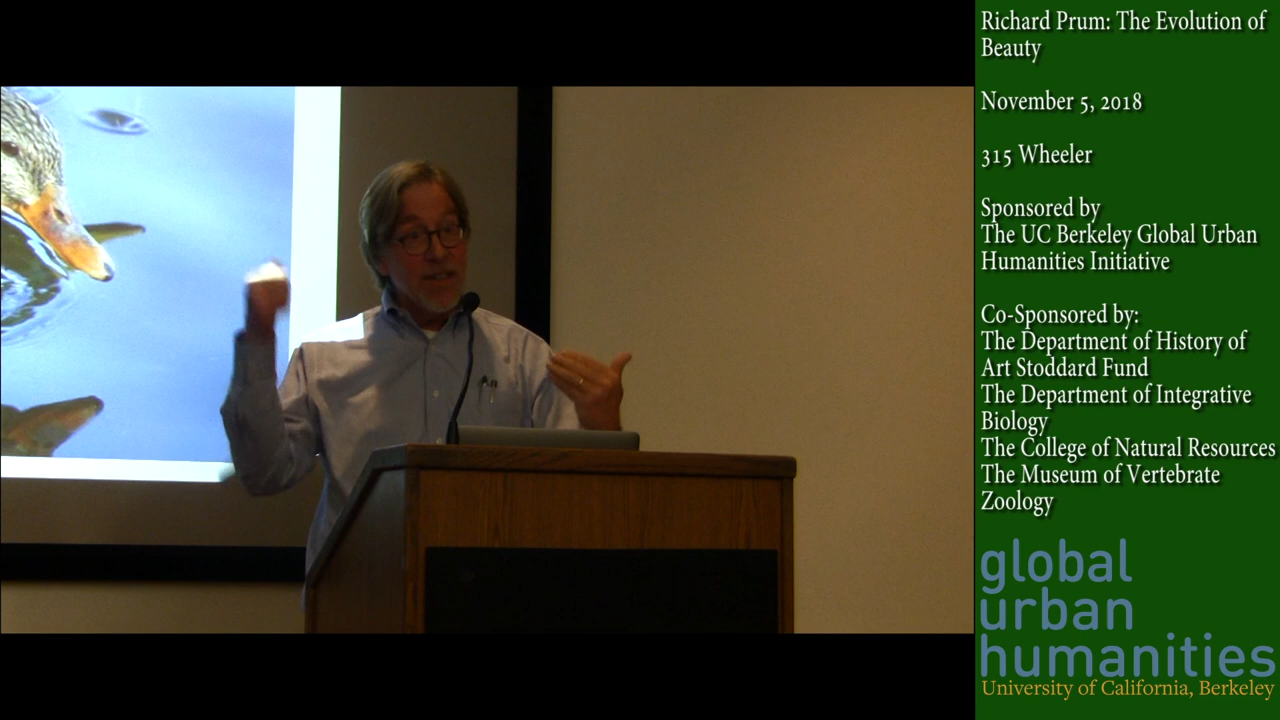 Richard Prum: The Evolution of
Beauty
November 5, 2018
315 Wheeler
Sponsored by
The UC Berkeley Global Urban
Humanities Initiative
Co-Sponsored by:
The Department of History of
Art Stoddard Fund
The Department of Integrative
Biology
The College of Natural Resources
The Museum of Vertebrate
Zoology
global
urban
humanities
University of California, Berkeley